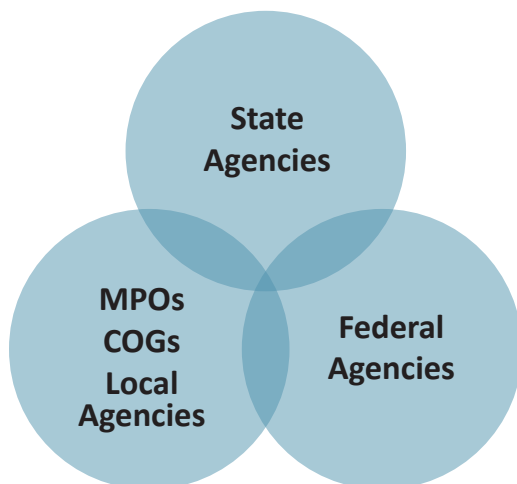 State
Agencies
MPOs
COGs
Local
Agencies
Federal
Agencies